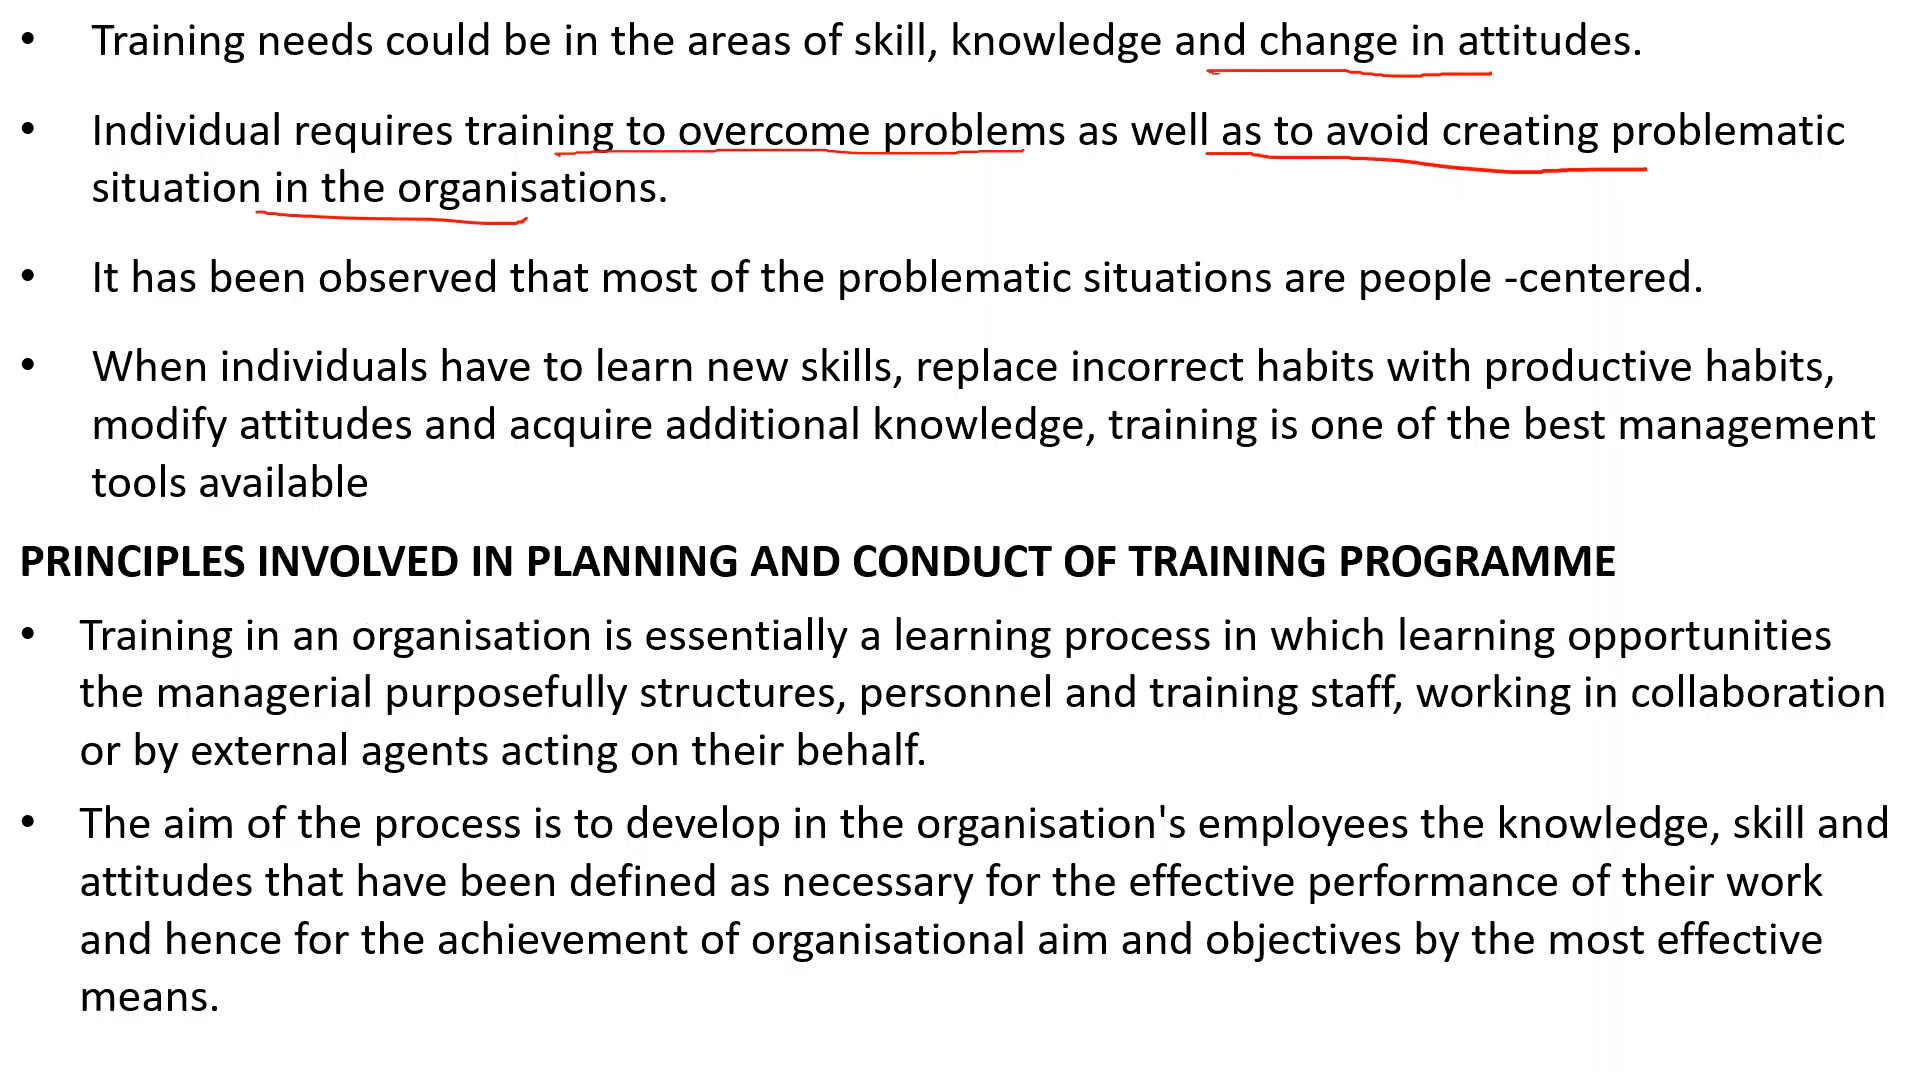 • Training needs could be in the areas of skill, knowledge and change in attitudes.
• Individual requires training to overcome problems as well as to avoid creating problematic
situation in the organisations.
• It has been observed that most of the problematic situations are people -centered.
• When individuals have to learn new skills, replace incorrect habits with productive habits,
modify attitudes and acquire additional knowledge, training is one of the best management
tools available
PRINCIPLES INVOLVED IN PLANNING AND CONDUCT OF TRAINING PROGRAMME
• Training in an organisation is essentially a learning process in which learning opportunities
the managerial purposefully structures, personnel and training staff, working in collaboration
or by external agents acting on their behalf.
• The aim of the process is to develop in the organisation's employees the knowledge, skill and
attitudes that have been defined as necessary for the effective performance of their work
and hence for the achievement of organisational aim and objectives by the most effective
means.